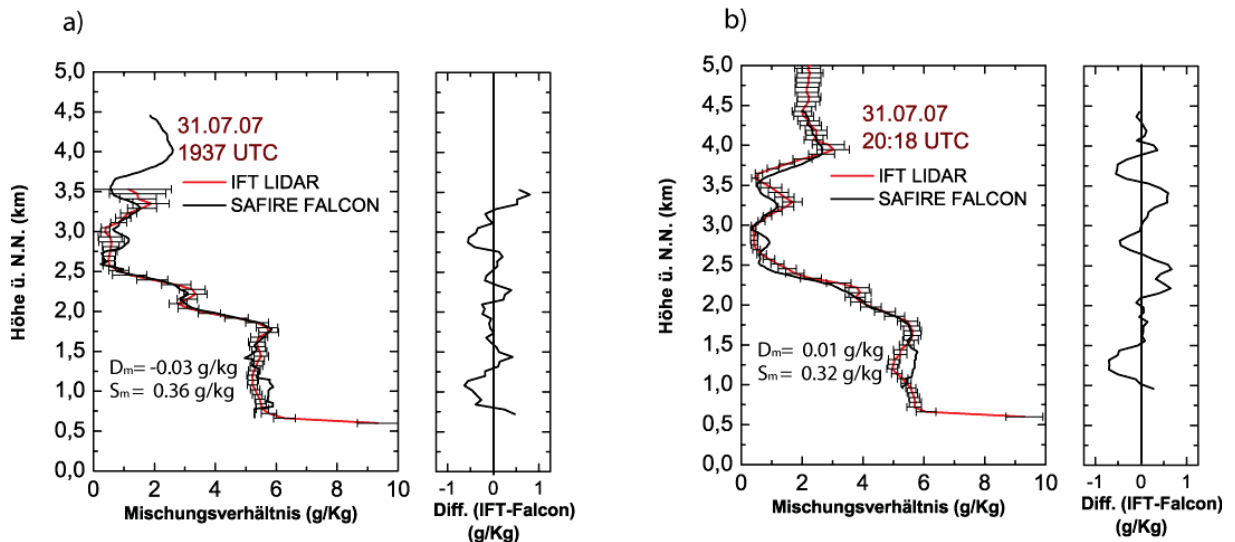 a)
5,0
4,5
4,0
3,5
3,0
2,5
2,0
1,5
1,0
0,5
0,0
Höhe ü. N.N. (km)
31.07.07
1937 UTC
IFT LIDAR
SAFIRE FALCON
Dm= -0.03 g/kg
Sm= 0.36 g/kg
0 2 4 6 8 10
Mischungsverhältnis (g/Kg)
-1 0 1
Diff. (IFT-Falcon)
(g/Kg)
b)
5,0
4,5
4,0
3,5
3,0
2,5
2,0
1,5
1,0
0,5
0,0
Höhe ü. N.N. (km)
31.07.07
20:18 UTC
IFT LIDAR
SAFIRE FALCON
Dm= 0.01 g/kg
Sm= 0.32 g/kg
0 2 4 6 8 10
Mischungsverhältnis (g/Kg)
-1 0 1
Diff. (IFT-Falcon)
(g/Kg)